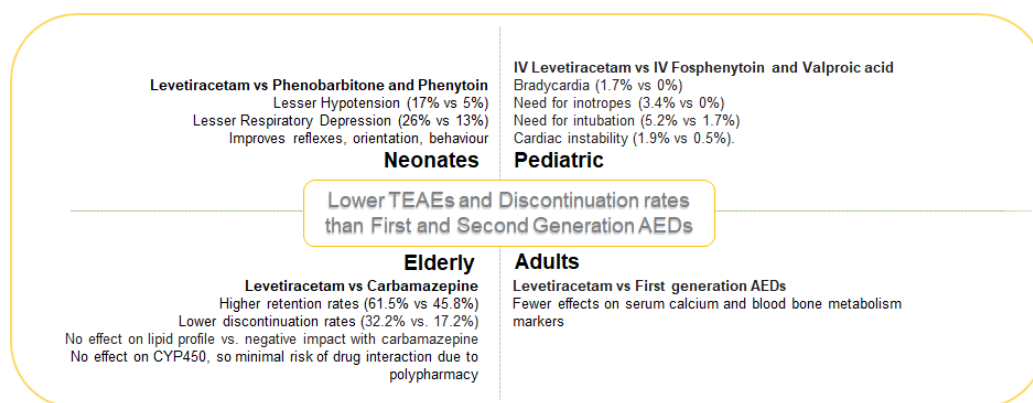 Levetiracetam vs Phenobarbitone and Phenytoin
Lesser Hypotension (17% vs 5%)
Lesser Respiratory Depression (26% vs 13%)
Improves reflexes, orientation, behaviour
Neonates
IV Levetiracetam vs IV Fosphenytoin and Valproic acid
Bradycardia (1.7% vs 0%)
Need for inotropes (3.4% vs 0%)
Need for intubation (5.2% vs 1.7%)
Cardiac instability (1.9% vs 0.5%).
Pediatric
Lower TEAEs and Discontinuation rates
than First and Second Generation AEDs
Elderly
Levetiracetam vs Carbamazepine
Higher retention rates (61.5% vs 45.8%)
Lower discontinuation rates (32.2% vs. 17.2%)
No effect on lipid profile vs. negative impact with carbamazepine
No effect on CYP450, so minimal risk of drug interaction due to
polypharmacy
Adults
Levetiracetam vs First generation AEDs
Fewer effects on serum calcium and blood bone metabolism
markers